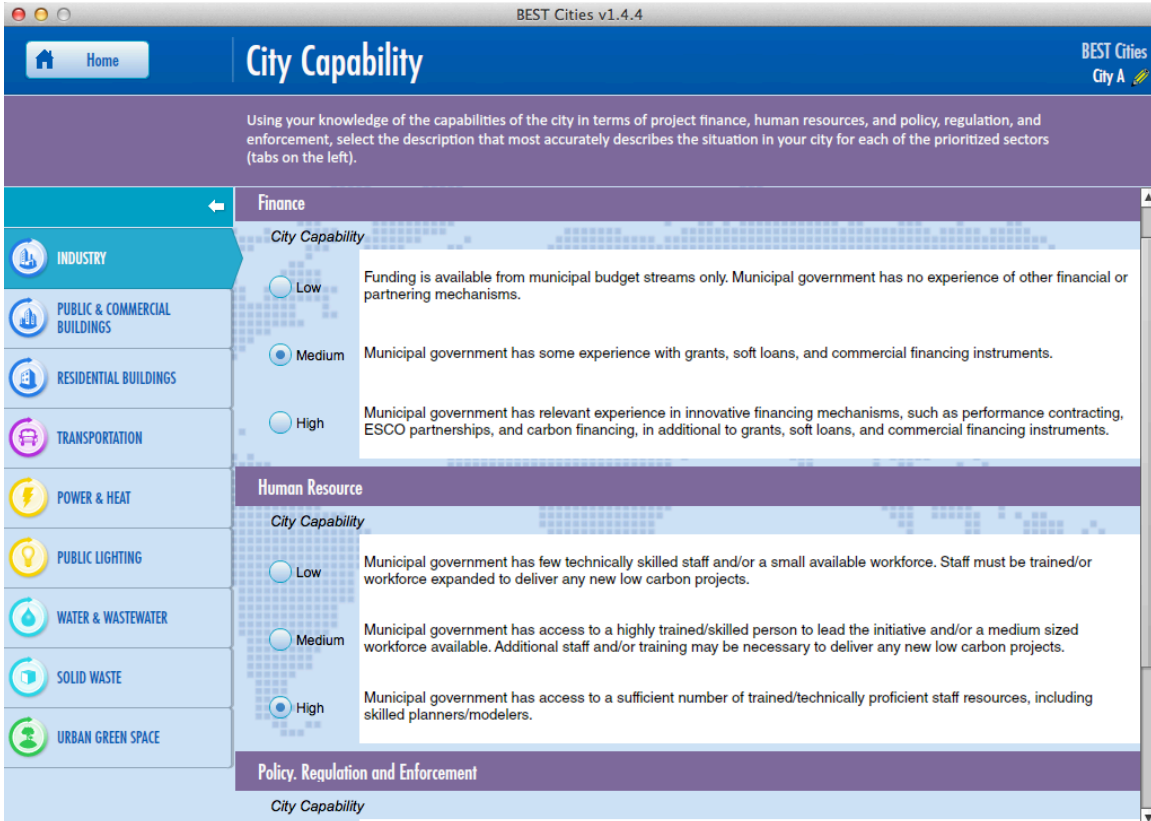 BEST Cities v1.4.4
Home
City Capability
BEST Cities
City A
Using your knowledge of the capabilities of the city in terms of project finance, human resources, and policy, regulation, and
enforcement, select the description that most accurately describes the situation in your city for each of the prioritized sectors
(tabs on the left).
INDUSTRY
PUBLIC & COMMERCIAL
BUILDINGS
RESIDENTIAL BUILDINGS
TRANSPORTATION
POWER & HEAT
PUBLIC LIGHTING
WATER & WASTEWATER
SOLID WASTE
URBAN GREEN SPACE
Finance
City Capability
Low
Funding is available from municipal budget streams only. Municipal government has no experience of other financial or
partnering mechanisms.
Medium
Municipal government has some experience with grants, soft loans, and commercial financing instruments.
High
Municipal government has relevant experience in innovative financing mechanisms, such as performance contracting,
ESCO partnerships, and carbon financing, in additional to grants, soft loans, and commercial financing instruments.
Human Resource
City Capability
Low
Municipal government has few technically skilled staff and/or a small available workforce. Staff must be trained/or
workforce expanded to deliver any new low carbon projects.
Medium
Municipal government has access to a highly trained/skilled person to lead the initiative and/or a medium sized
workforce available. Additional staff and/or training may be necessary to deliver any new low carbon projects.
High
Municipal government has access to a sufficient number of trained/technically proficient staff resources, including
skilled planners/modelers.
Policy. Regulation and Enforcement
City Capability